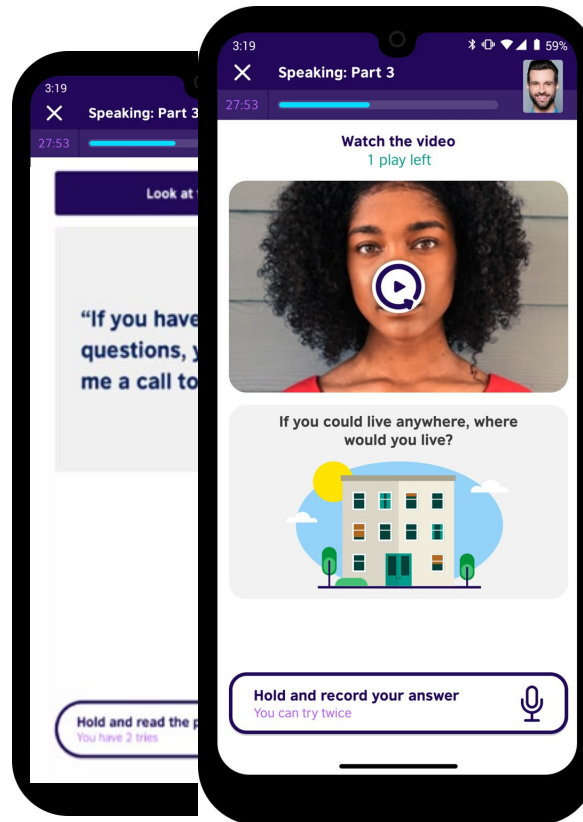 3:19
Speaking: Part 3
27:53
Look at
“If you have
questions, y
me a call to
Hold and read the p
You have 2 tries
3:19
59%
Speaking: Part 3
27:53
Watch the video
1 play left
If you could live anywhere, where
would you live?
Hold and record your answer
You can try twice